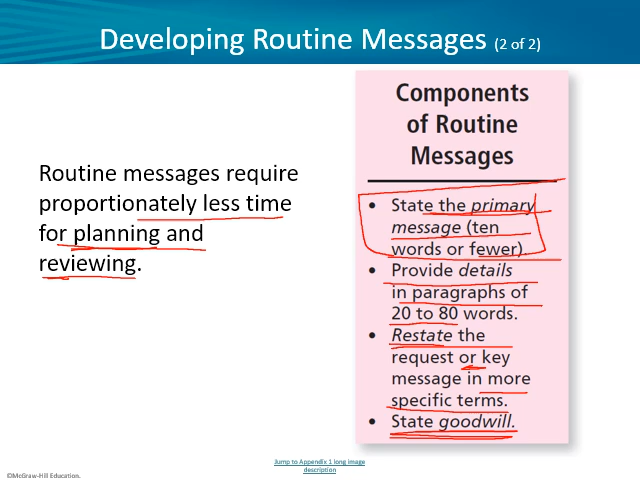 Developing Routine Messages (2 of 2)
Routine messages require
proportionately less time
for planning and
reviewing.
Components
of Routine
Messages
• State the primary
message (ten
words or fewer).
• Provide details
in paragraphs of
20 to 80 words.
• Restate the
request or key
message in more
specific terms.
• State goodwill.
Jump to Appendix 1 long image
description
©McGraw-Hill Education.